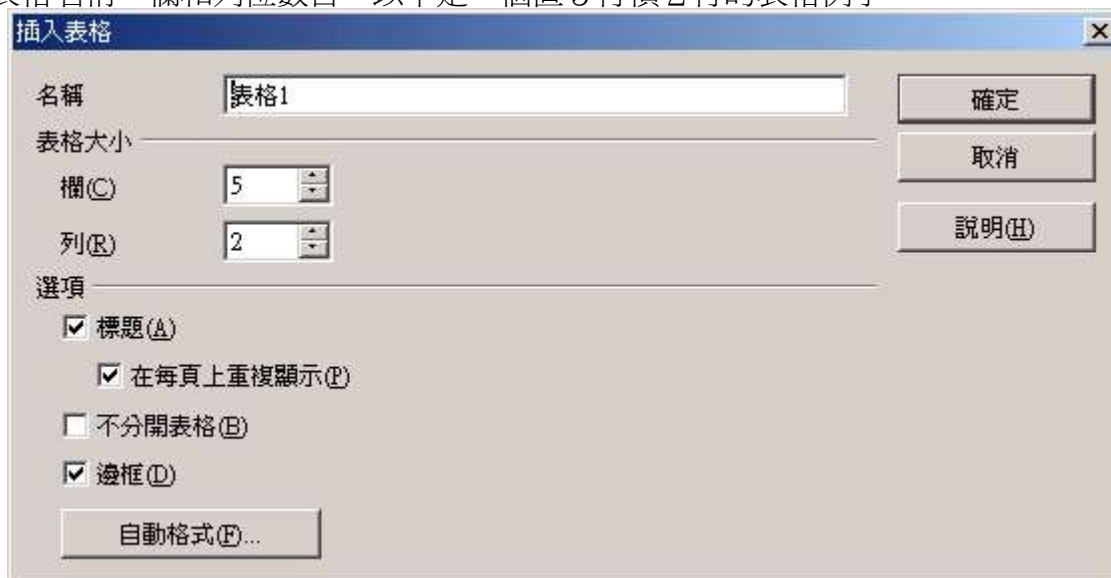 插入表格
名稱 表格1 確定
表格大小 取消
欄(C) 5
列(R) 2 說明(H)
選項
標題(A)
在每頁上重複顯示(P)
不分開表格(B)
邊框(D)
自動格式(F)...